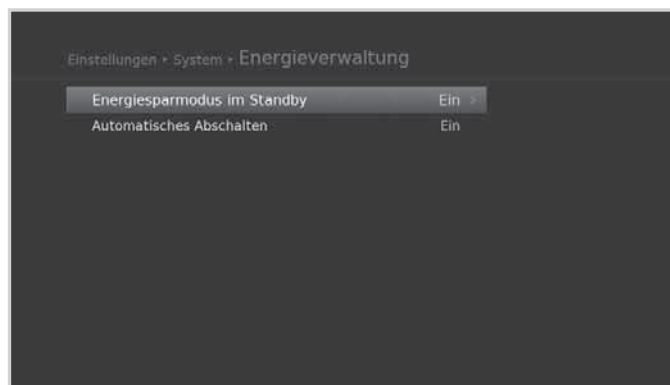 Einstellungen ‣ System ‣ Energieverwaltung
Energiesparmodus im Standby Ein >
Automatisches Abschalten Ein